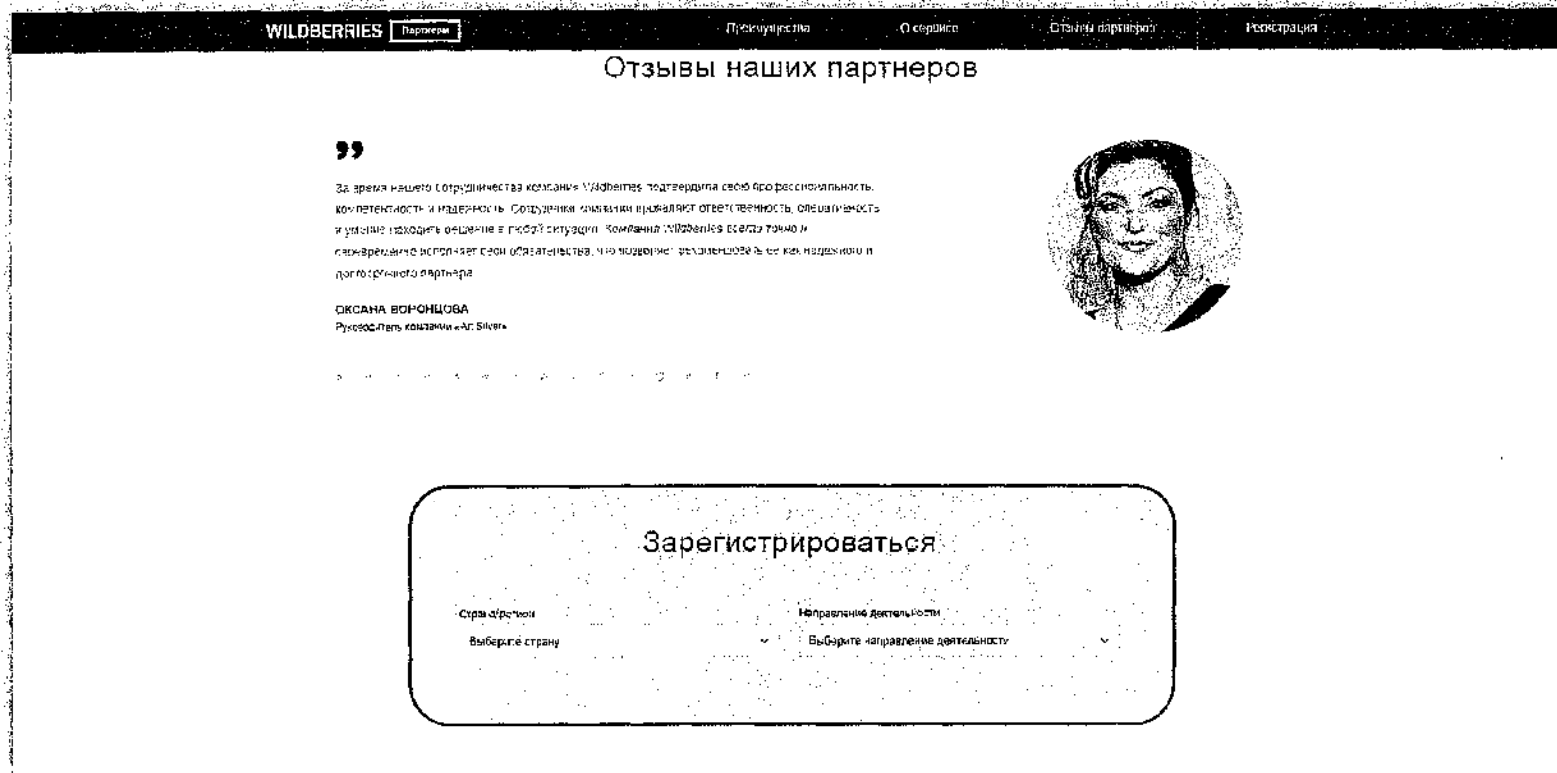 WILDBERRIES Партнеры Преимущества О сервисе Отзывы партнеров Регистрация
Отзывы наших партнеров
За время нашего сотрудничества компания Wildberries подтвердила свою профессиональность,
компетентность и надежность. Сотрудники компании проявляют ответственность, оперативность
и умение находить решение в любой ситуации. Компания Wildberries всегда точно и
своевременно исполняет свои обязательства, что позволяет рекомендовать ее как надежного и
долгосрочного партнера
ОКСАНА ВОРОНЦОВА
Руководитель компании «Art Silver»
Зарегистрироваться
Страна/регион Направление деятельности
Выберите страну Выберите направление деятельности